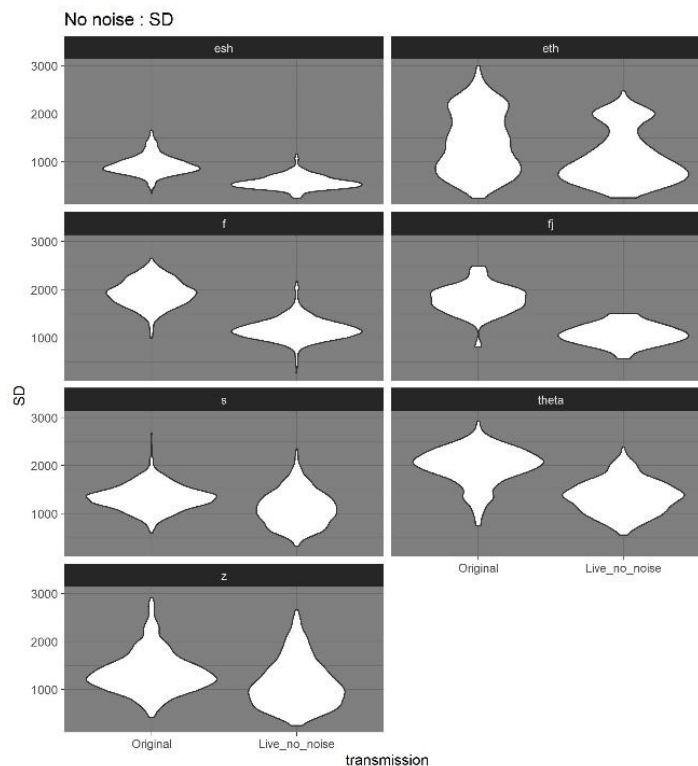 No noise : SD
esh eth
3000
2000
1000
f fj
3000
2000
1000
SD
s theta
3000
2000
1000
Original Live_no_noise
z
3000
2000
1000
Original Live_no_noise
transmission